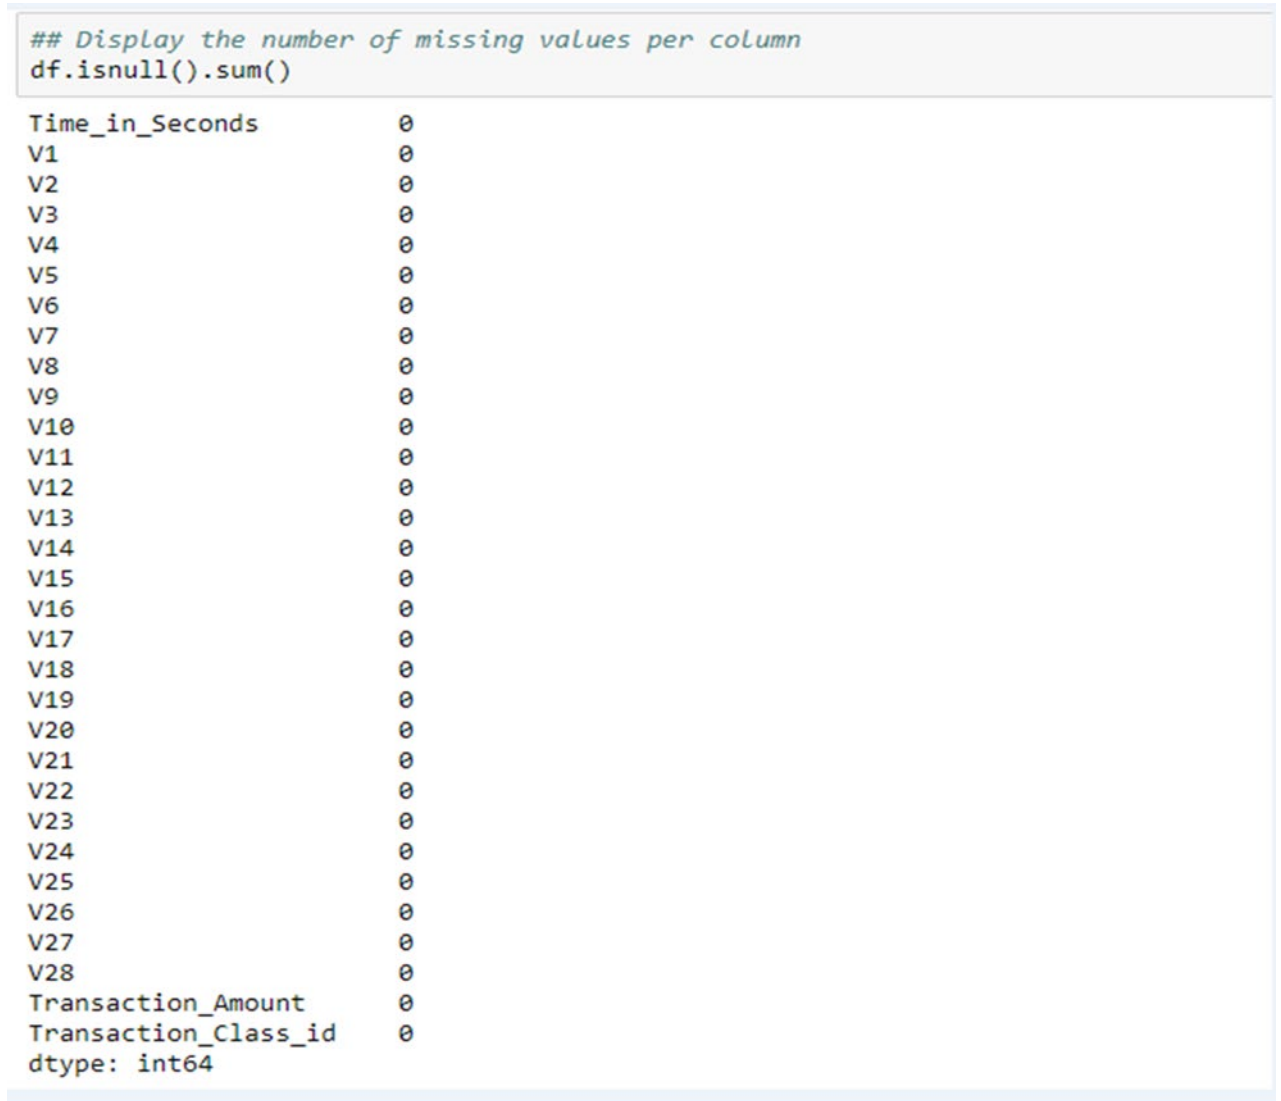 ## Display the number of missing values per column
df.isnull().sum()
Time_in_Seconds 0
V1 0
V2 0
V3 0
V4 0
V5 0
V6 0
V7 0
V8 0
V9 0
V10 0
V11 0
V12 0
V13 0
V14 0
V15 0
V16 0
V17 0
V18 0
V19 0
V20 0
V21 0
V22 0
V23 0
V24 0
V25 0
V26 0
V27 0
V28 0
Transaction_Amount 0
Transaction_Class_id 0
dtype: int64